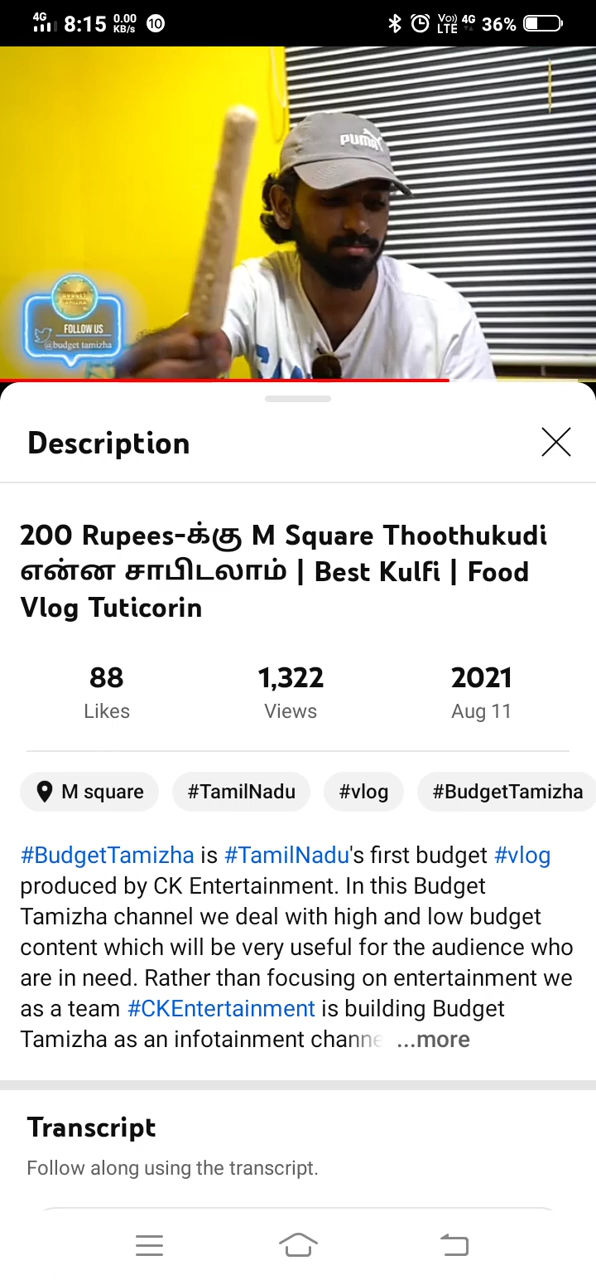 4G 8:15 0.00 KB/s 10 Vo)) LTE 4G 36%
PUMA
FOLLOW US
@budget tamizha
Description
200 Rupees-க்கு M Square Thoothukudi
என்ன சாபிடலாம் | Best Kulfi | Food
Vlog Tuticorin
88 1,322 2021
Likes Views Aug 11
M square #TamilNadu #vlog #BudgetTamizha
#BudgetTamizha is #TamilNadu's first budget #vlog
produced by CK Entertainment. In this Budget
Tamizha channel we deal with high and low budget
content which will be very useful for the audience who
are in need. Rather than focusing on entertainment we
as a team #CKEntertainment is building Budget
Tamizha as an infotainment channe ...more
Transcript
Follow along using the transcript.